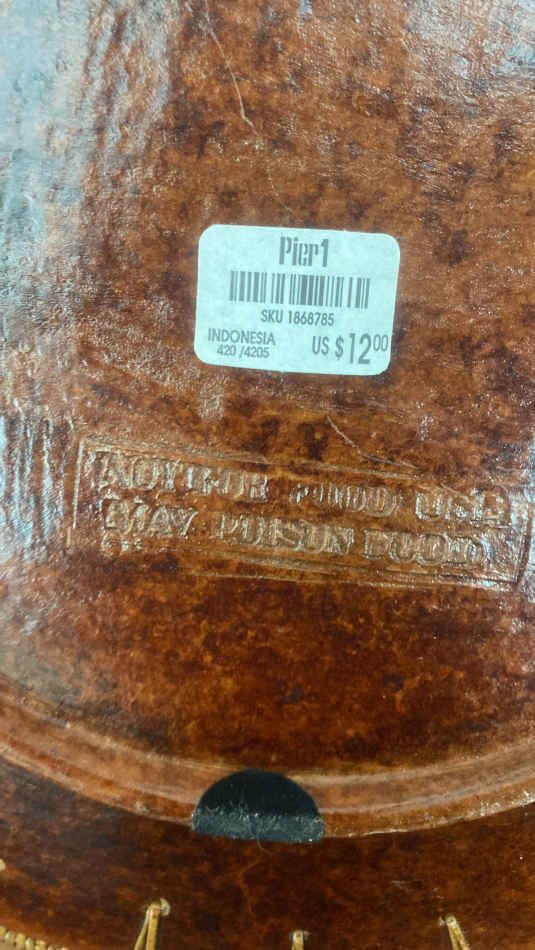 Pier1
SKU 1868785
INDONESIA
420 /4205
US $12.00
NOT FOR FOOD USE
MAY POISON FOOD